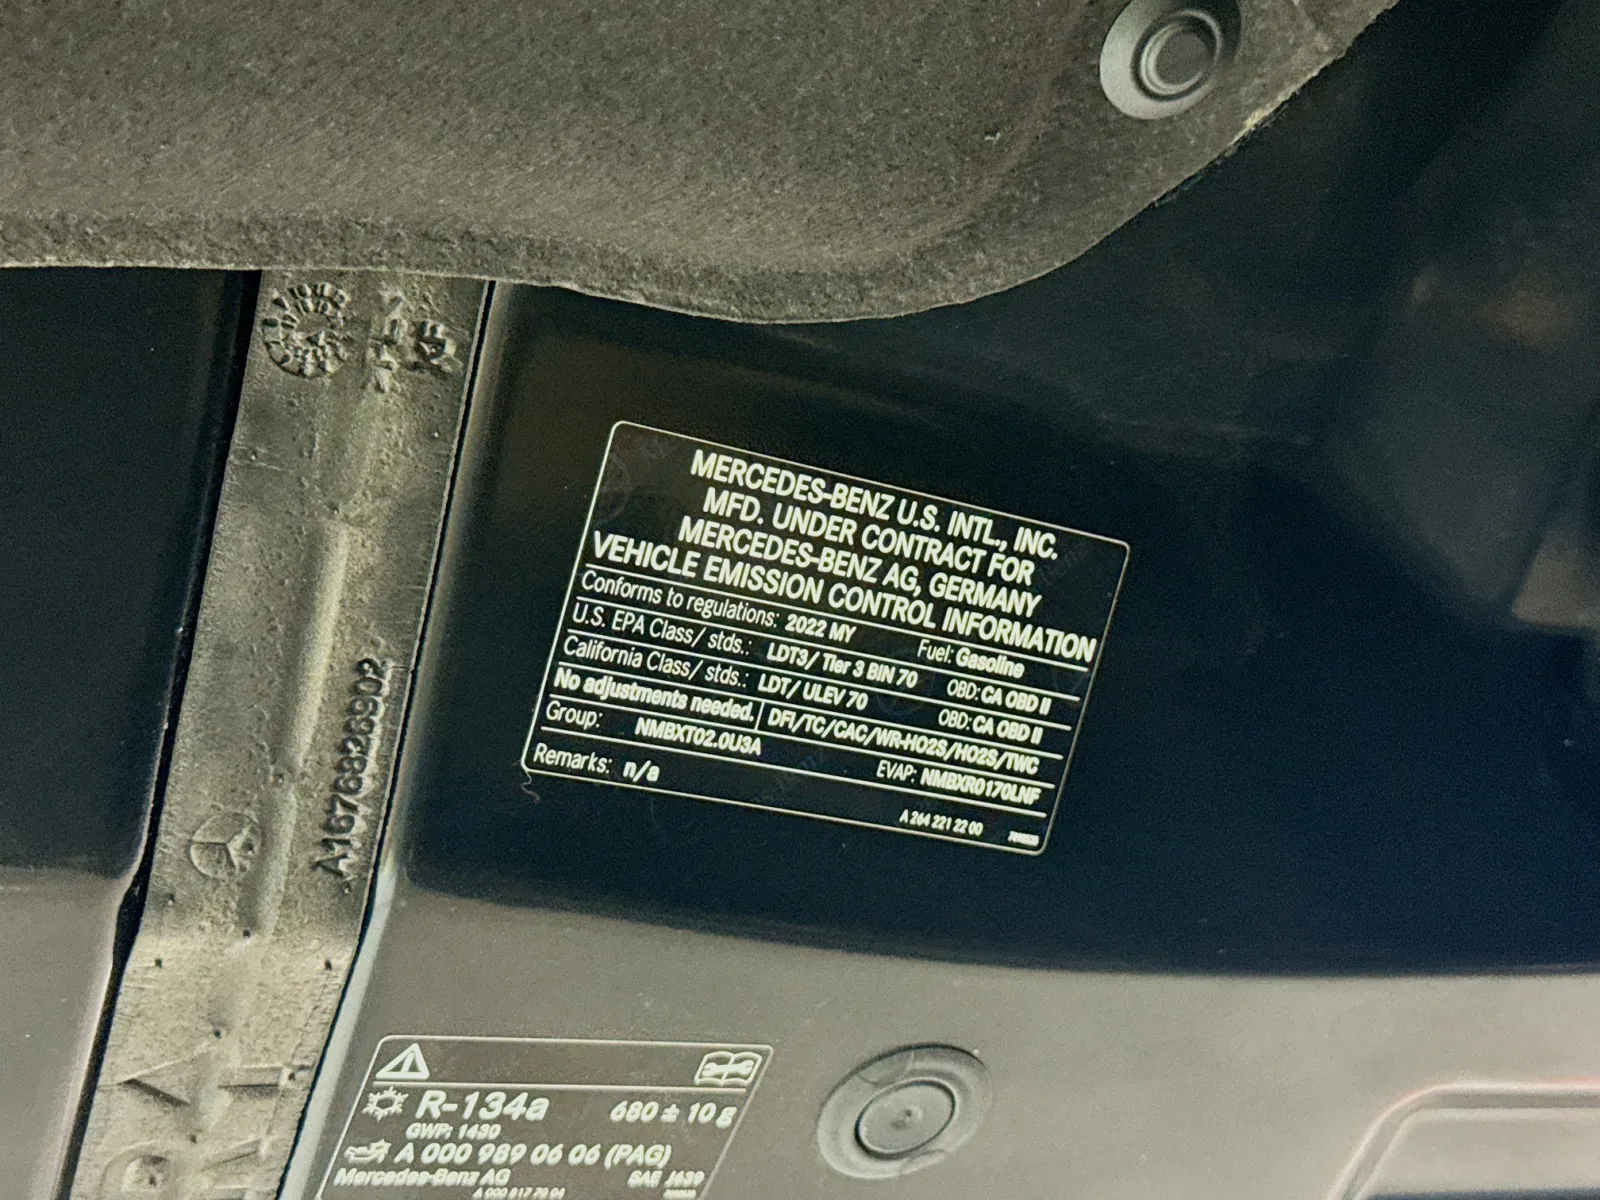 MERCEDES-BENZ U.S. INTL., INC.
MFD. UNDER CONTRACT FOR
MERCEDES-BENZ AG, GERMANY
VEHICLE EMISSION CONTROL INFORMATION
Conforms to regulations: 2022 MY Fuel: Gasoline
U.S. EPA Class/ stds.: LDT3/ Tier 3 BIN 70 OBD: CA OBD II
California Class/ stds.: LDT/ ULEV 70 OBD: CA OBD II
No adjustments needed. DFI/TC/CAC/WR-HO2S/HO2S/TWC
Group: NMBXT02.0U3A EVAP: NMBXR0170LNF
Remarks: n/a
A 264 221 22 00
A1676826902
R-134a 680 ± 10 g
GWP: 1430
A 000 989 06 06 (PAG)
Mercedes-Benz AG SAE J639
A 000 817 70 04